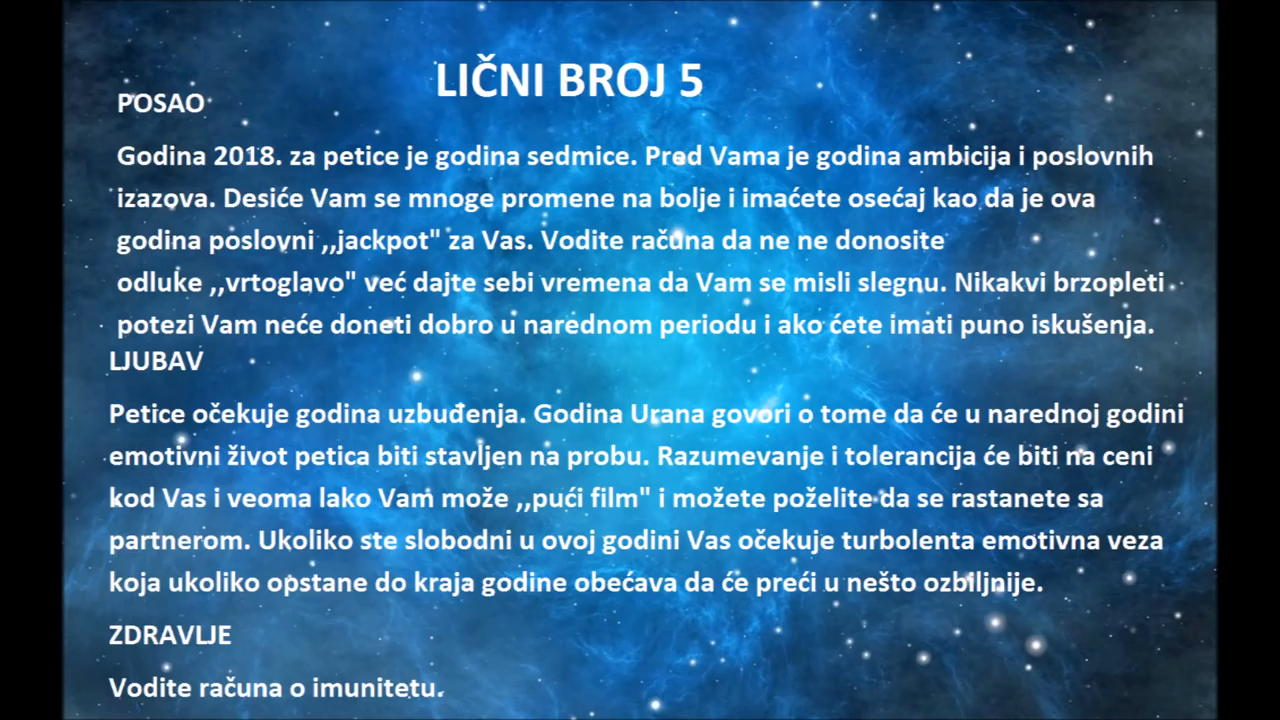 LIČNI BROJ 5
POSAO
Godina 2018. za petice je godina sedmice. Pred Vama je godina ambicija i poslovnih
izazova. Desiće Vam se mnoge promene na bolje i imaćete osećaj kao da je ova
godina poslovni ,,jackpot" za Vas. Vodite računa da ne ne donosite
odluke ,,vrtoglavo" već dajte sebi vremena da Vam se misli slegnu. Nikakvi brzopleti
potezi Vam neće doneti dobro u narednom periodu i ako ćete imati puno iskušenja.
LJUBAV
Petice očekuje godina uzbuđenja. Godina Urana govori o tome da će u narednoj godini
emotivni život petica biti stavljen na probu. Razumevanje i tolerancija će biti na ceni
kod Vas i veoma lako Vam može ,,pući film" i možete poželite da se rastanete sa
partnerom. Ukoliko ste slobodni u ovoj godini Vas očekuje turbolenta emotivna veza
koja ukoliko opstane do kraja godine obećava da će preći u nešto ozbiljnije.
ZDRAVLJE
Vodite računa o imunitetu.